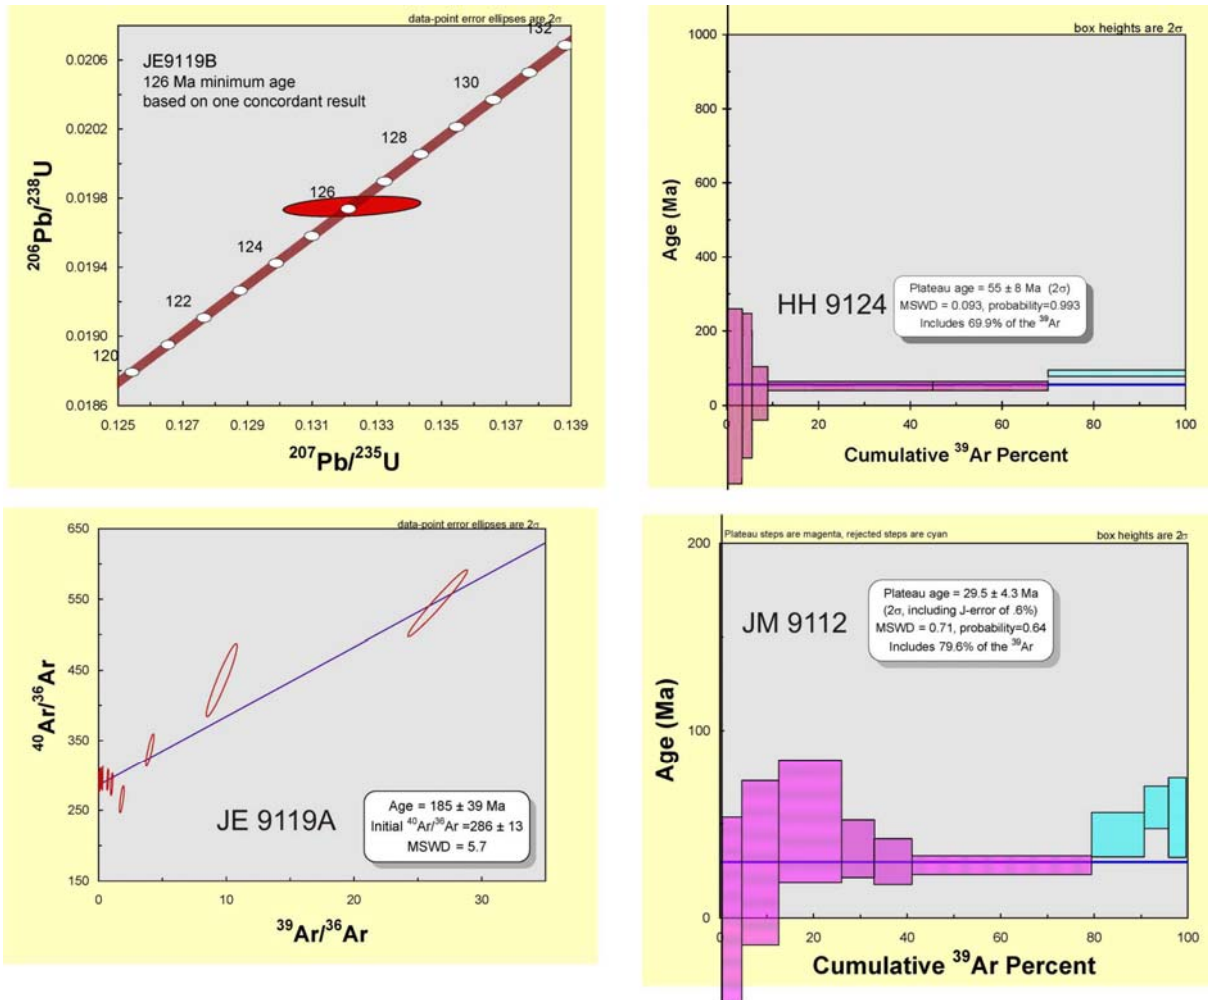 data-point error ellipses are 2σ
JE9119B
126 Ma minimum age
based on one concordant result
132
130
128
126
124
122
120
0.0206
0.0202
0.0198
0.0194
0.0190
0.0186
0.125 0.127 0.129 0.131 0.133 0.135 0.137 0.139
206Pb/238U
207Pb/235U
box heights are 2σ
1000
800
600
400
200
0
Age (Ma)
HH 9124
Plateau age = 55 ± 8 Ma (2σ)
MSWD = 0.093, probability=0.993
Includes 69.9% of the 39Ar
0 20 40 60 80 100
Cumulative 39Ar Percent
data-point error ellipses are 2σ
650
550
450
350
250
150
40Ar/36Ar
JE 9119A
Age = 185 ± 39 Ma
Initial 40Ar/36Ar =286 ± 13
MSWD = 5.7
0 10 20 30
39Ar/36Ar
Plateau steps are magenta, rejected steps are cyan
box heights are 2σ
200
100
0
Age (Ma)
JM 9112
Plateau age = 29.5 ± 4.3 Ma
(2σ, including J-error of .6%)
MSWD = 0.71, probability=0.64
Includes 79.6% of the 39Ar
0 20 40 60 80 100
Cumulative 39Ar Percent